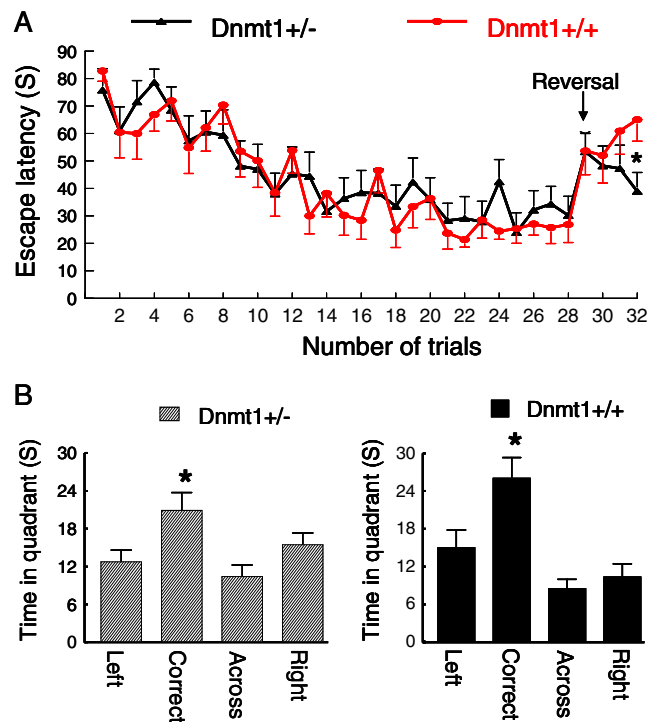 A
Dnmt1+/-
Dnmt1+/+
Escape latency (S)
90
80
70
60
50
40
30
20
10
0
Reversal
*
2 4 6 8 10 12 14 16 18 20 22 24 26 28 30 32
Number of trials
B
Dnmt1+/-
Time in quadrant (S)
30
24
18
12
6
0
*
Left Correct Across Right
Dnmt1+/+
Time in quadrant (S)
30
24
18
12
6
0
*
Left Correct Across Right